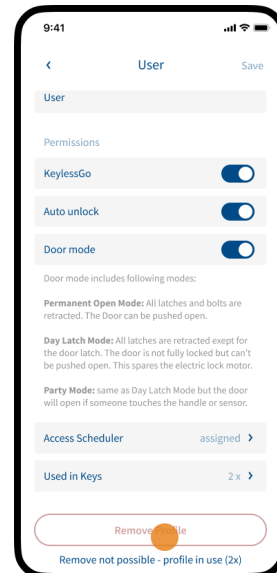 9:41
User
Save
User
Permissions
KeylessGo
Auto unlock
Door mode
Door mode includes following modes:
Permanent Open Mode: All latches and bolts are
retracted. The Door can be pushed open.
Day Latch Mode: All latches are retracted exept for
the door latch. The door is not fully locked but can't
be pushed open. This spares the electric lock motor.
Party Mode: same as Day Latch Mode but the door
will open if someone touches the handle or sensor.
Access Scheduler assigned
Used in Keys 2 x
Remove Profile
Remove not possible - profile in use (2x)